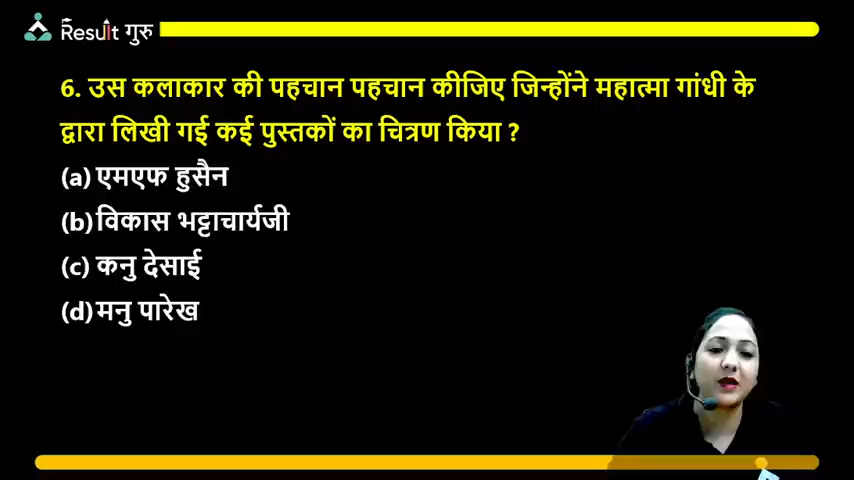 Result गुरु
6. उस कलाकार की पहचान पहचान कीजिए जिन्होंने महात्मा गांधी के
द्वारा लिखी गई कई पुस्तकों का चित्रण किया ?
(a) एमएफ हुसैन
(b) विकास भट्टाचार्यजी
(c) कनु देसाई
(d) मनु पारेख